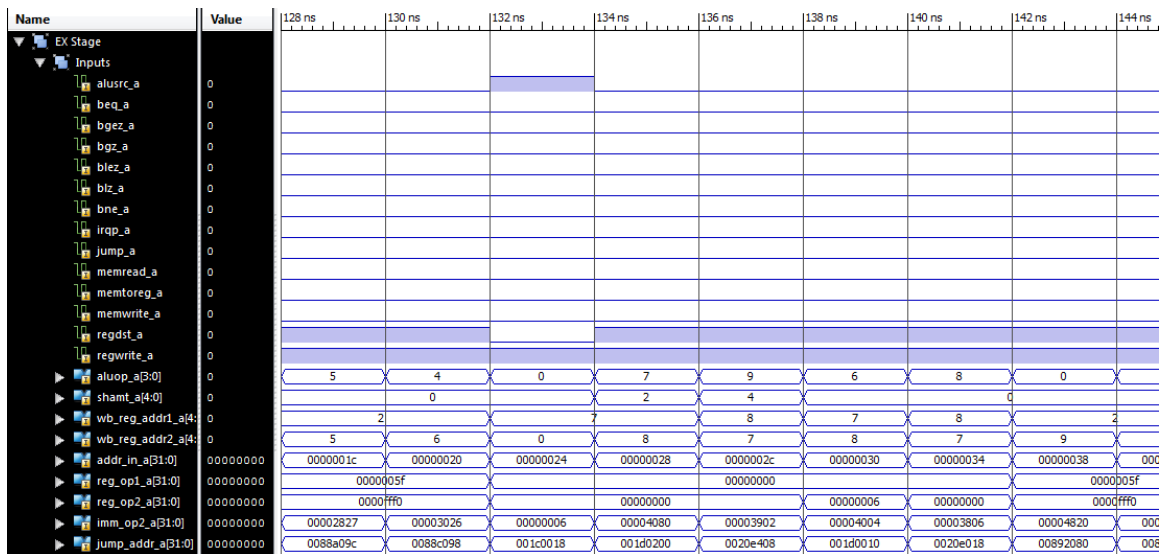 Name Value 128 ns 130 ns 132 ns 134 ns 136 ns 138 ns 140 ns 142 ns 144 ns
EX Stage
Inputs
alusrc_a 0
beq_a 0
bgez_a 0
bgz_a 0
blez_a 0
blz_a 0
bne_a 0
irqp_a 0
jump_a 0
memread_a 0
memtoreg_a 0
memwrite_a 0
regdst_a 0
regwrite_a 0
aluop_a[3:0] 0 5 4 0 7 9 6 8 0
shamt_a[4:0] 0 0 2 4 0
wb_reg_addr1_a[4: 0 2 7 8 7 8 2
wb_reg_addr2_a[4: 0 5 6 0 8 7 8 7 9
addr_in_a[31:0] 00000000 0000001c 00000020 00000024 00000028 0000002c 00000030 00000034 00000038 000
reg_op1_a[31:0] 00000000 0000005f 00000000 0000005f
reg_op2_a[31:0] 00000000 0000fff0 00000000 00000006 00000000 0000fff0
imm_op2_a[31:0] 00000000 00002827 00003026 00000006 00004080 00003902 00004004 00003806 00004820 000
jump_addr_a[31:0] 00000000 0088a09c 0088c098 001c0018 001d0200 0020e408 001d0010 0020e018 00892080 008